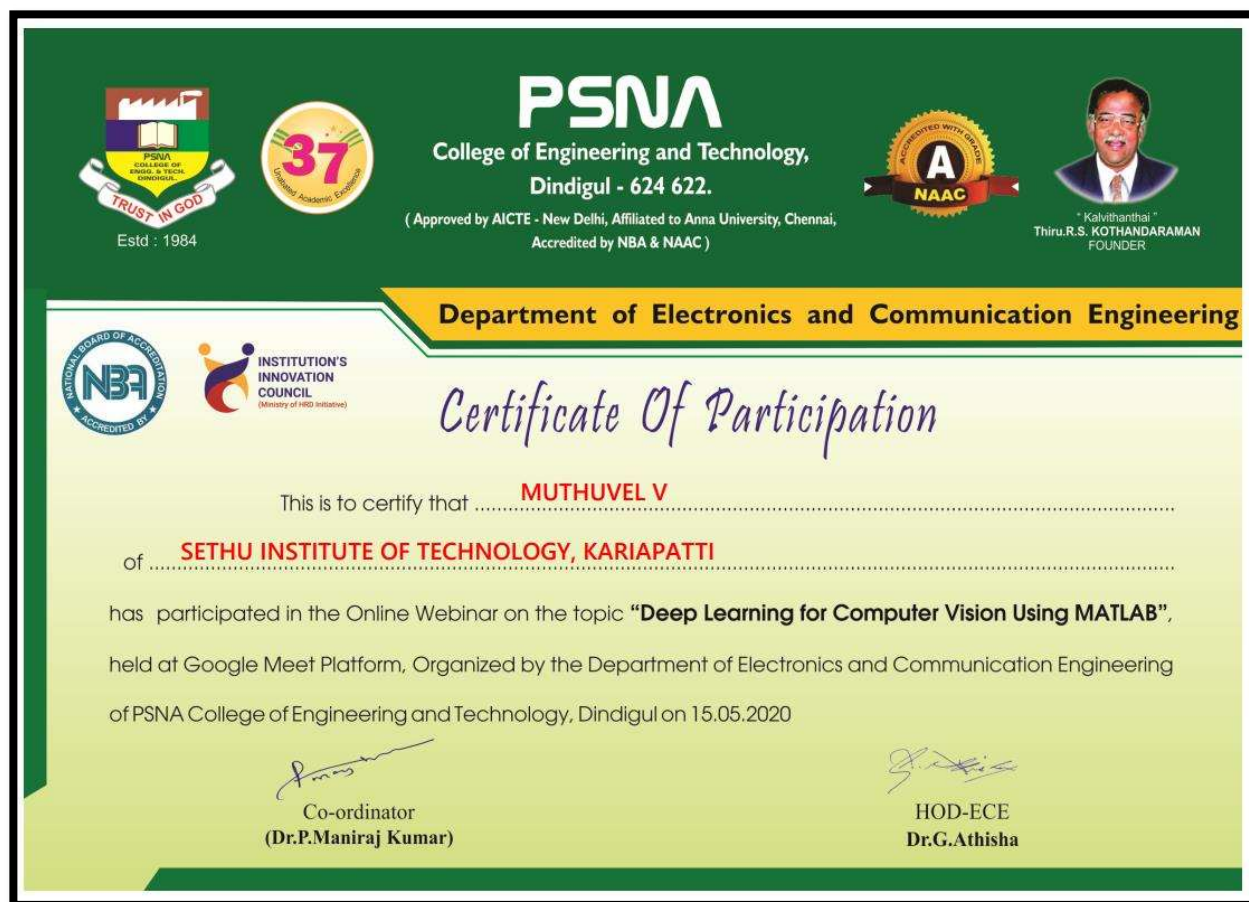 PSNA
COLLEGE OF
ENGG. & TECH.
DINDIGUL.
TRUST IN GOD
Estd : 1984
37
Unabated Academic Excellence
PSNA
College of Engineering and Technology,
Dindigul - 624 622.
( Approved by AICTE - New Delhi, Affiliated to Anna University, Chennai,
Accredited by NBA & NAAC )
ACCREDITED WITH GRADE
A
NAAC
" Kalvithanthai "
Thiru.R.S. KOTHANDARAMAN
FOUNDER
Department of Electronics and Communication Engineering
NATIONAL BOARD OF ACCREDITATION
NBA
★ ACCREDITED BY ★
INSTITUTION'S
INNOVATION
COUNCIL
(Ministry of HRD Initiative)
Certificate Of Participation
This is to certify that MUTHUVEL V
of SETHU INSTITUTE OF TECHNOLOGY, KARIAPATTI
has participated in the Online Webinar on the topic “Deep Learning for Computer Vision Using MATLAB”,
held at Google Meet Platform, Organized by the Department of Electronics and Communication Engineering
of PSNA College of Engineering and Technology, Dindigul on 15.05.2020
Co-ordinator
(Dr.P.Maniraj Kumar)
HOD-ECE
Dr.G.Athisha